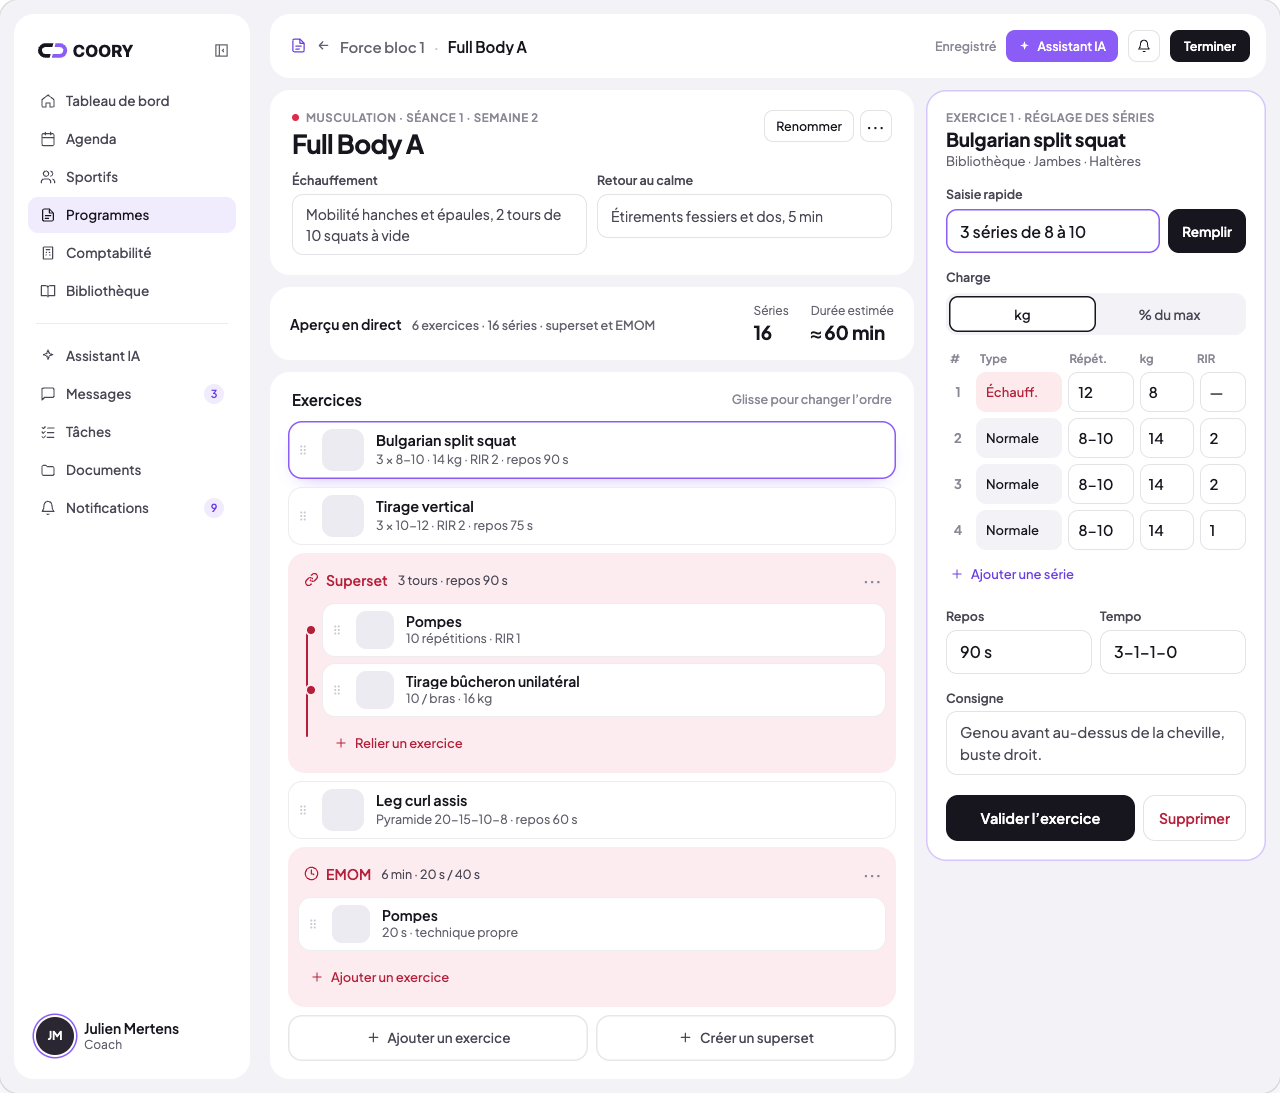 COORY
Tableau de bord
Agenda
Sportifs
Programmes
Comptabilité
Bibliothèque
Assistant IA
Messages 3
Tâches
Documents
Notifications 9
JM
Julien Mertens
Coach
← Force bloc 1 · Full Body A
Enregistré
Assistant IA
Terminer
MUSCULATION · SÉANCE 1 · SEMAINE 2
Full Body A
Renommer
...
Échauffement
Mobilité hanches et épaules, 2 tours de
10 squats à vide
Retour au calme
Étirements fessiers et dos, 5 min
Aperçu en direct 6 exercices · 16 séries · superset et EMOM
Séries
16
Durée estimée
≈ 60 min
Exercices
Glisse pour changer l’ordre
Bulgarian split squat
3 × 8–10 · 14 kg · RIR 2 · repos 90 s
Tirage vertical
3 × 10–12 · RIR 2 · repos 75 s
Superset 3 tours · repos 90 s ...
Pompes
10 répétitions · RIR 1
Tirage bûcheron unilatéral
10 / bras · 16 kg
+ Relier un exercice
Leg curl assis
Pyramide 20–15–10–8 · repos 60 s
EMOM 6 min · 20 s / 40 s ...
Pompes
20 s · technique propre
+ Ajouter un exercice
+ Ajouter un exercice
+ Créer un superset
EXERCICE 1 · RÉGLAGE DES SÉRIES
Bulgarian split squat
Bibliothèque · Jambes · Haltères
Saisie rapide
3 séries de 8 à 10
Remplir
Charge
kg
% du max
# Type Répét. kg RIR
1 Échauff. 12 8 —
2 Normale 8–10 14 2
3 Normale 8–10 14 2
4 Normale 8–10 14 1
+ Ajouter une série
Repos
90 s
Tempo
3–1–1–0
Consigne
Genou avant au-dessus de la cheville,
buste droit.
Valider l’exercice
Supprimer